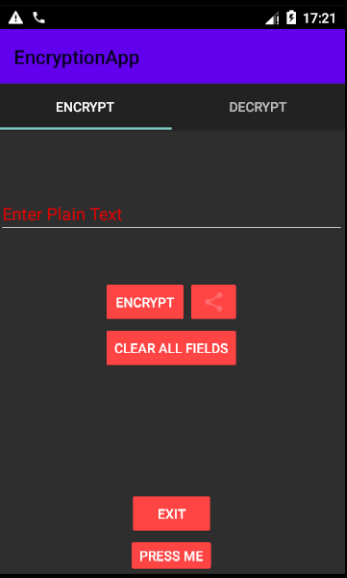 17:21
EncryptionApp
ENCRYPT DECRYPT
Enter Plain Text
ENCRYPT
CLEAR ALL FIELDS
EXIT
PRESS ME